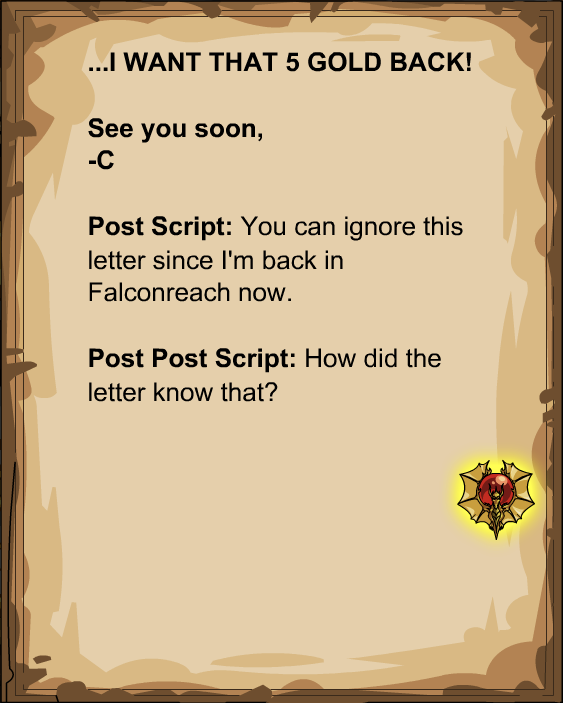 ...I WANT THAT 5 GOLD BACK!
See you soon,
-C
Post Script: You can ignore this
letter since I'm back in
Falconreach now.
Post Post Script: How did the
letter know that?